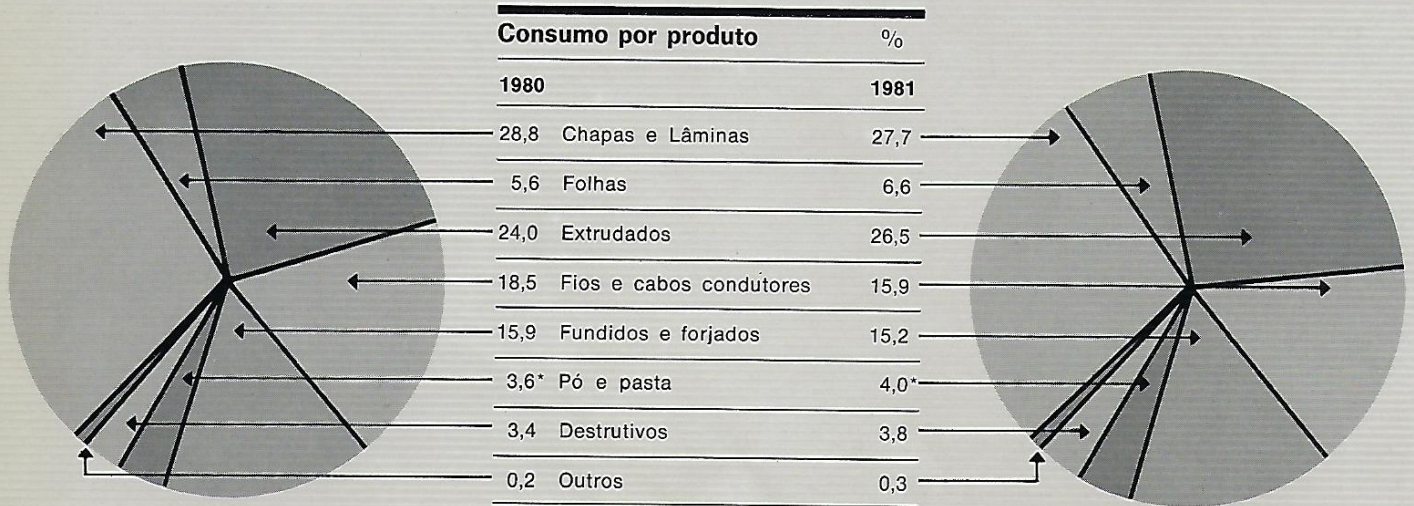 Consumo por produto %
1980 1981
28,8 Chapas e Lâminas 27,7
5,6 Folhas 6,6
24,0 Extrudados 26,5
18,5 Fios e cabos condutores 15,9
15,9 Fundidos e forjados 15,2
3,6* Pó e pasta 4,0*
3,4 Destrutivos 3,8
0,2 Outros 0,3